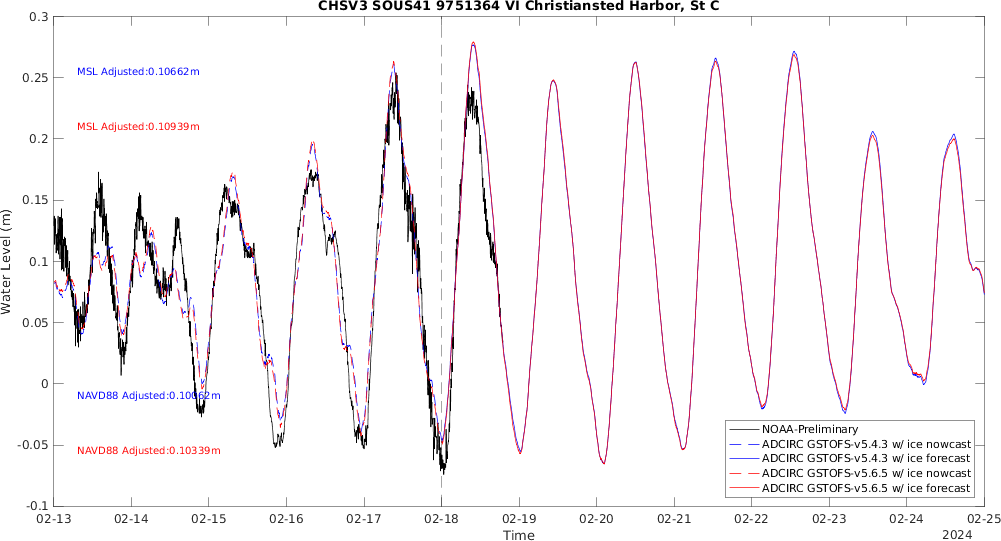 CHSV3 SOUS41 9751364 VI Christiansted Harbor, St C
0.3
0.25
0.2
0.15
0.1
0.05
0
-0.05
-0.1
Water Level (m)
MSL Adjusted:0.10662m
MSL Adjusted:0.10939m
NAVD88 Adjusted:0.10062m
NAVD88 Adjusted:0.10339m
NOAA-Preliminary
ADCIRC GSTOFS-v5.4.3 w/ ice nowcast
ADCIRC GSTOFS-v5.4.3 w/ ice forecast
ADCIRC GSTOFS-v5.6.5 w/ ice nowcast
ADCIRC GSTOFS-v5.6.5 w/ ice forecast
02-13 02-14 02-15 02-16 02-17 02-18 02-19 02-20 02-21 02-22 02-23 02-24 02-25
Time
2024